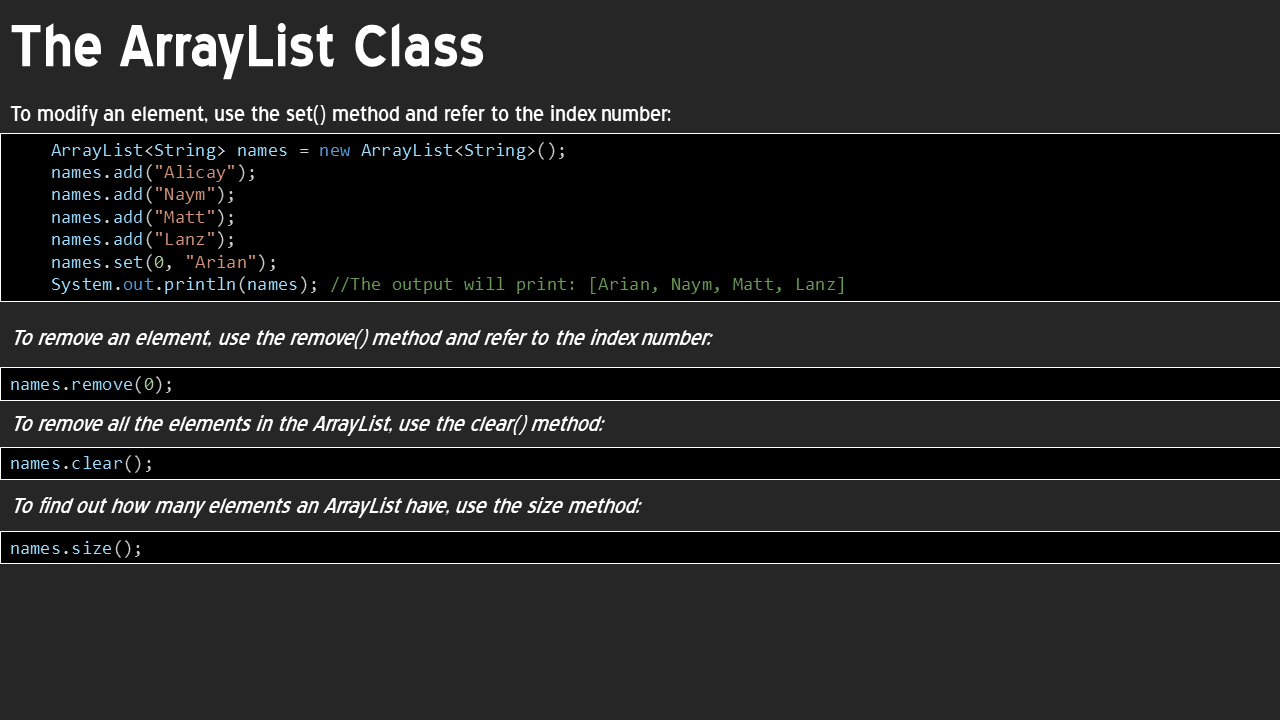 The ArrayList Class
To modify an element, use the set() method and refer to the index number:
ArrayList<String> names = new ArrayList<String>();
names.add("Alicay");
names.add("Naym");
names.add("Matt");
names.add("Lanz");
names.set(0, "Arian");
System.out.println(names); //The output will print: [Arian, Naym, Matt, Lanz]
To remove an element, use the remove() method and refer to the index number:
names.remove(0);
To remove all the elements in the ArrayList, use the clear() method:
names.clear();
To find out how many elements an ArrayList have, use the size method:
names.size();